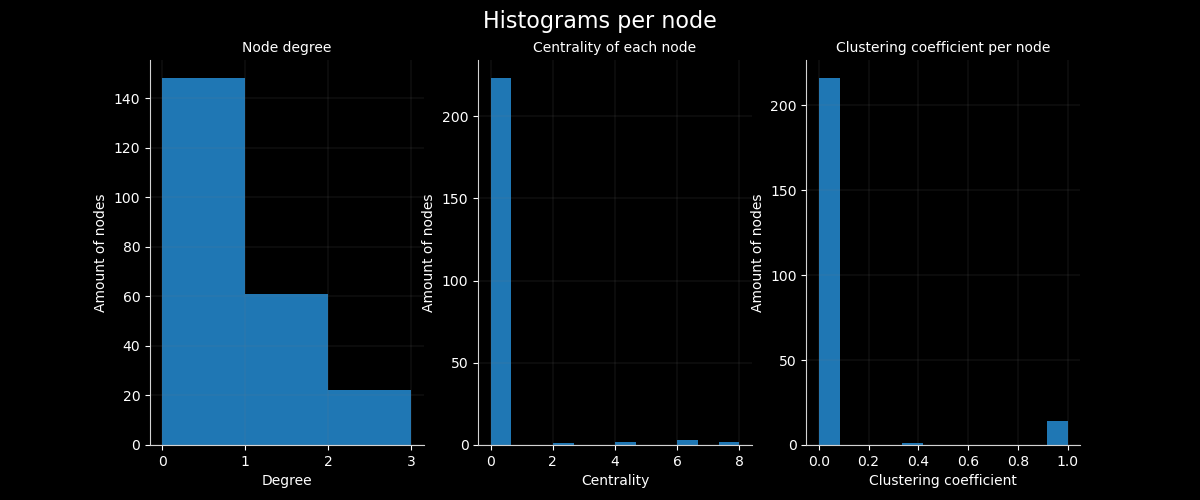 Histograms per node
Node degree
Amount of nodes
140
120
100
80
60
40
20
0
0 1 2 3
Degree
Centrality of each node
Amount of nodes
200
150
100
50
0
0 2 4 6 8
Centrality
Clustering coefficient per node
Amount of nodes
200
150
100
50
0
0.0 0.2 0.4 0.6 0.8 1.0
Clustering coefficient